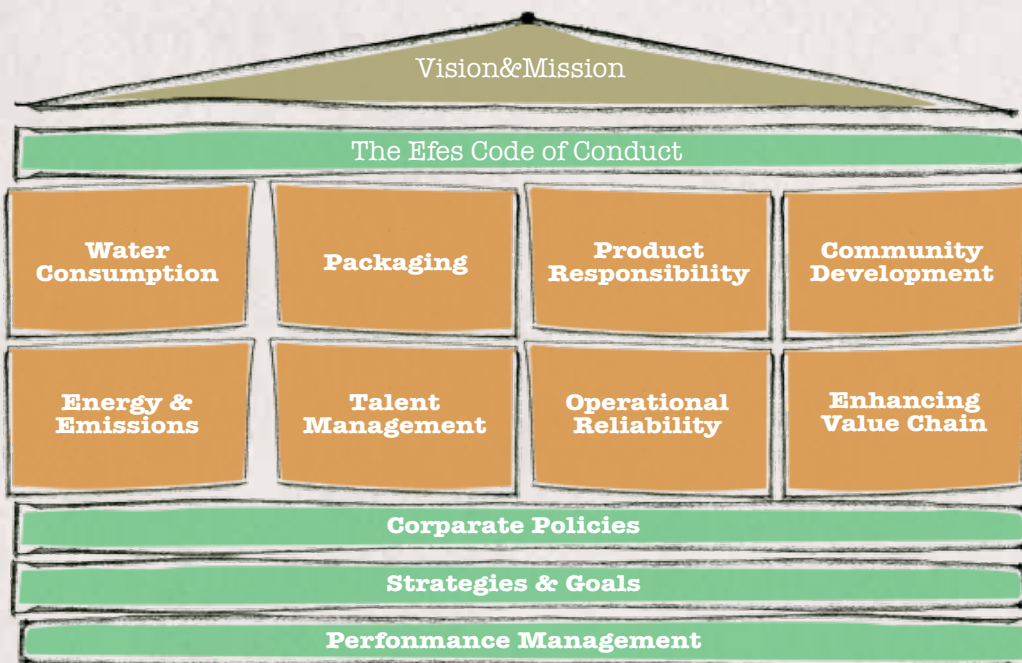 Vision&Mission
The Efes Code of Conduct
Water
Consumption
Packaging
Product
Responsibility
Community
Development
Energy &
Emissions
Talent
Management
Operational
Reliability
Enhancing
Value Chain
Corparate Policies
Strategies & Goals
Perfonmance Management